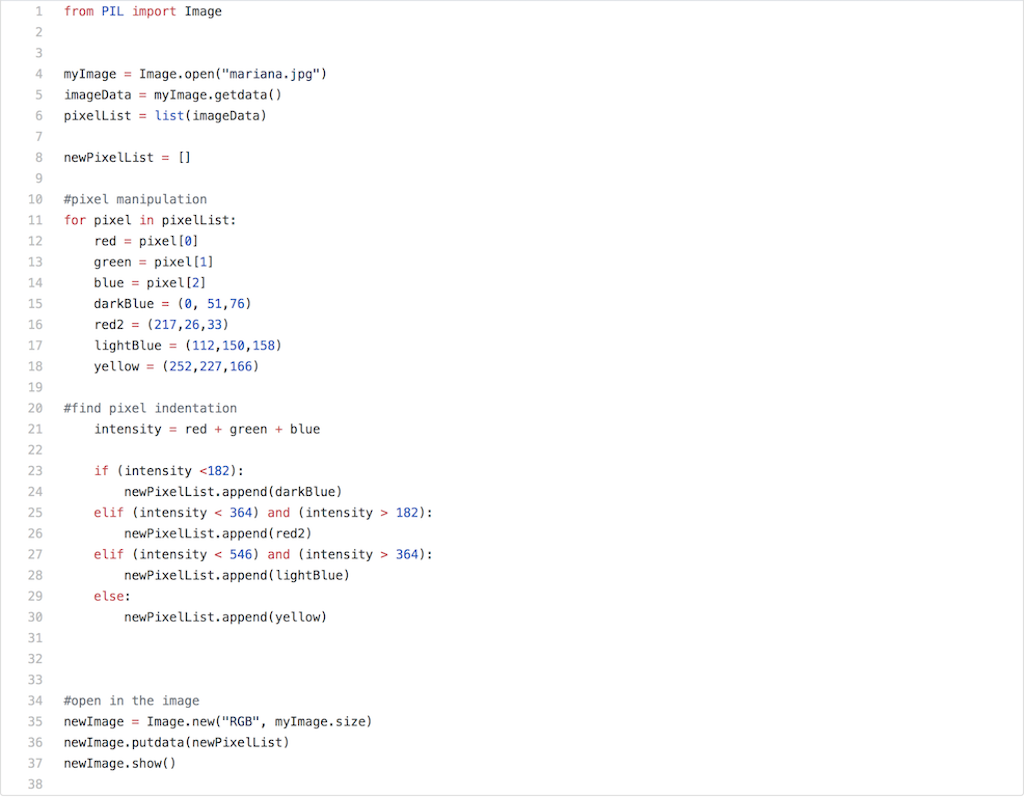 1 from PIL import Image
2
3
4 myImage = Image.open("mariana.jpg")
5 imageData = myImage.getdata()
6 pixelList = list(imageData)
7
8 newPixelList = []
9
10 #pixel manipulation
11 for pixel in pixelList:
12     red = pixel[0]
13     green = pixel[1]
14     blue = pixel[2]
15     darkBlue = (0, 51,76)
16     red2 = (217,26,33)
17     lightBlue = (112,150,158)
18     yellow = (252,227,166)
19
20 #find pixel indentation
21     intensity = red + green + blue
22
23     if (intensity <182):
24         newPixelList.append(darkBlue)
25     elif (intensity < 364) and (intensity > 182):
26         newPixelList.append(red2)
27     elif (intensity < 546) and (intensity > 364):
28         newPixelList.append(lightBlue)
29     else:
30         newPixelList.append(yellow)
31
32
33
34 #open in the image
35 newImage = Image.new("RGB", myImage.size)
36 newImage.putdata(newPixelList)
37 newImage.show()
38